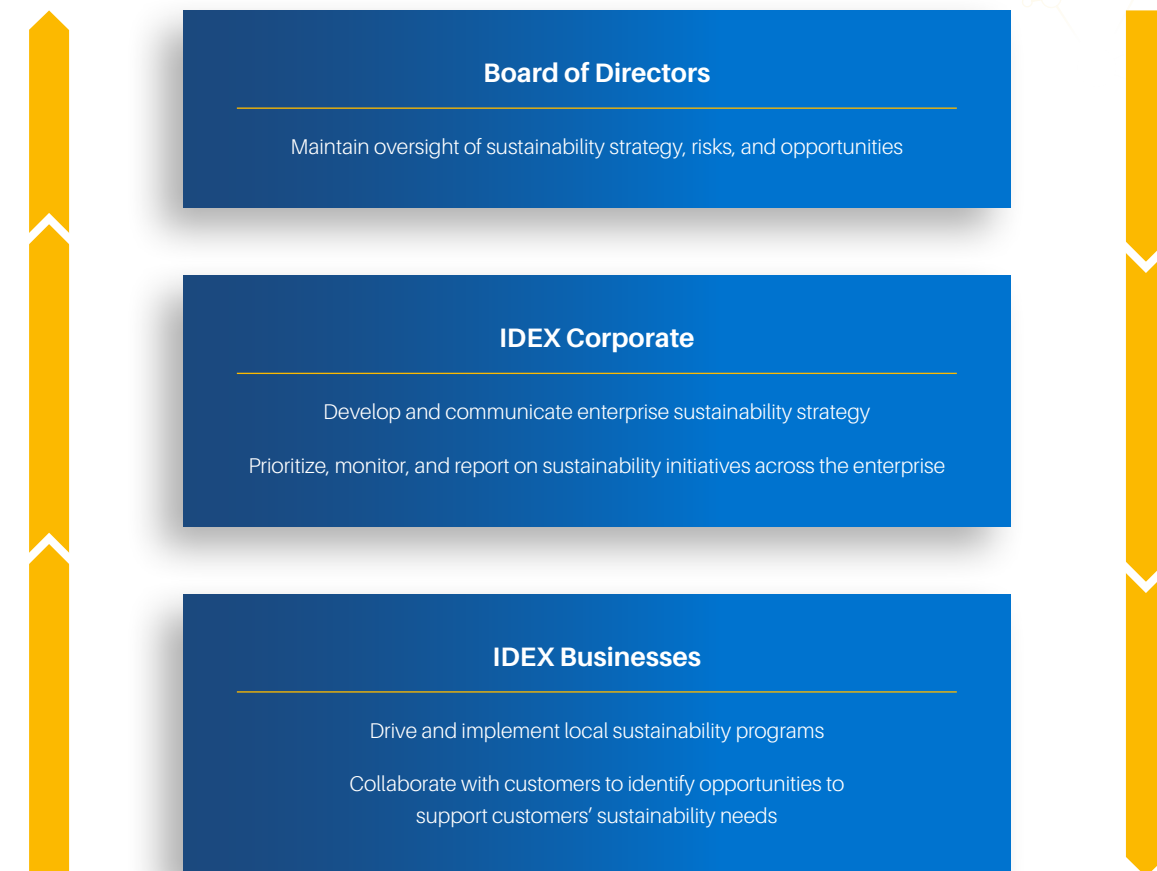 Board of Directors
Maintain oversight of sustainability strategy, risks, and opportunities
IDEX Corporate
Develop and communicate enterprise sustainability strategy
Prioritize, monitor, and report on sustainability initiatives across the enterprise
IDEX Businesses
Drive and implement local sustainability programs
Collaborate with customers to identify opportunities to
support customers’ sustainability needs